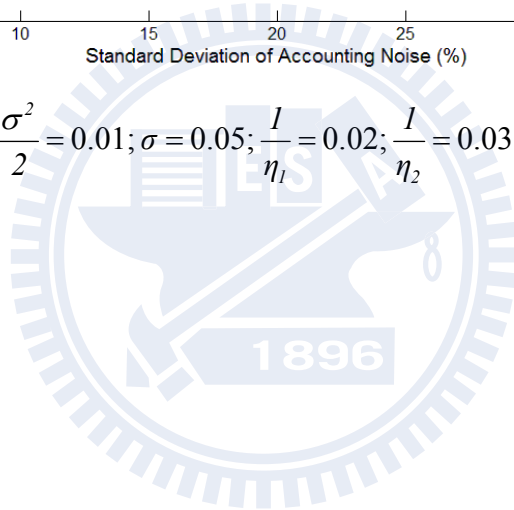 10 15 20 25
Standard Deviation of Accounting Noise (%)
σ²/2 = 0.01; σ = 0.05; 1/η₁ = 0.02; 1/η₂ = 0.03
E S A
1896